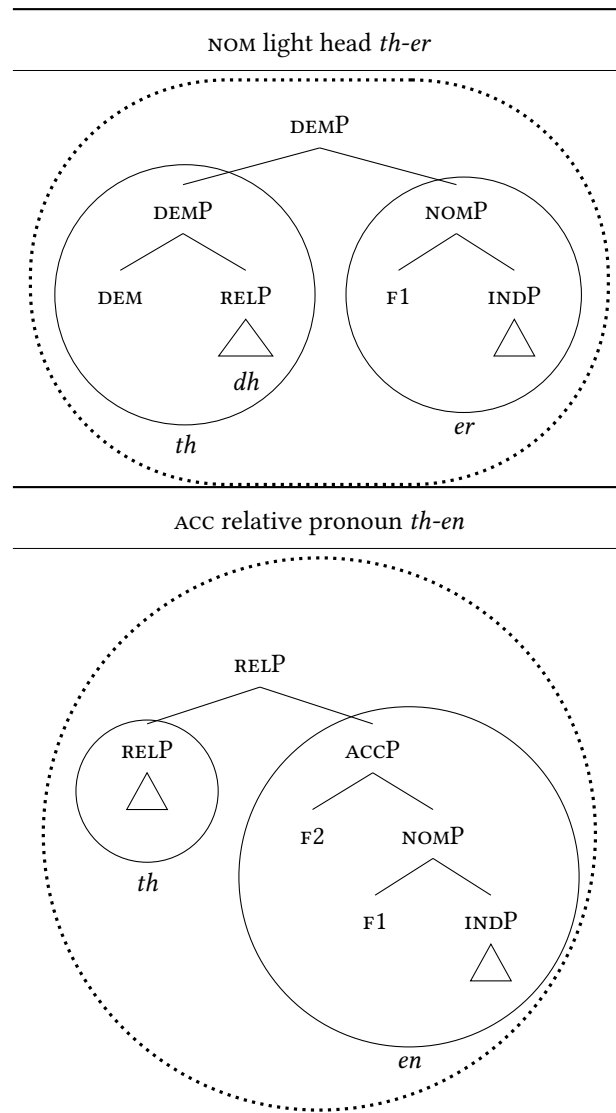 NOM light head th-er
DEMP
DEMP NOMP
DEM RELP F1 INDP
dh
th er
ACC relative pronoun th-en
RELP
RELP ACCP
F2 NOMP
th
F1 INDP
en